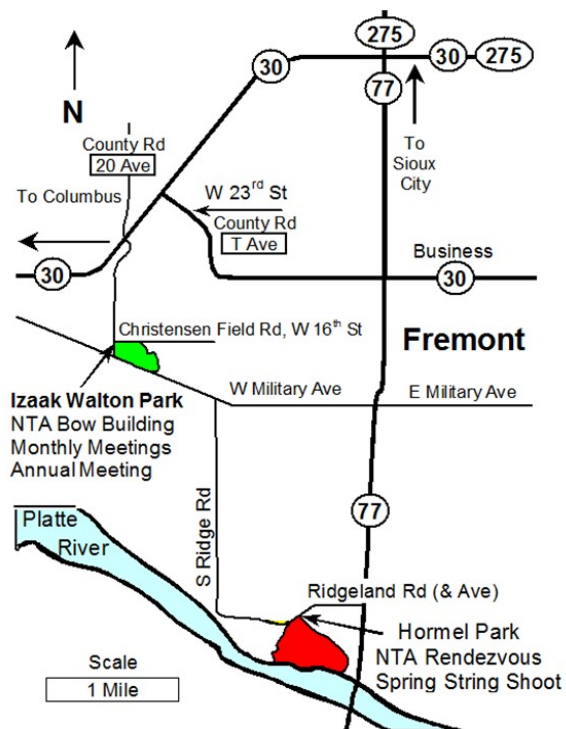 275
30
30
275
77
N
To
Sioux
City
County Rd
20 Ave
To Columbus
W 23rd St
County Rd
T Ave
Business
30
30
Christensen Field Rd, W 16th St
Fremont
W Military Ave
E Military Ave
Izaak Walton Park
NTA Bow Building
Monthly Meetings
Annual Meeting
S Ridge Rd
77
Platte
River
Ridgeland Rd (& Ave)
Hormel Park
NTA Rendezvous
Spring String Shoot
Scale
1 Mile